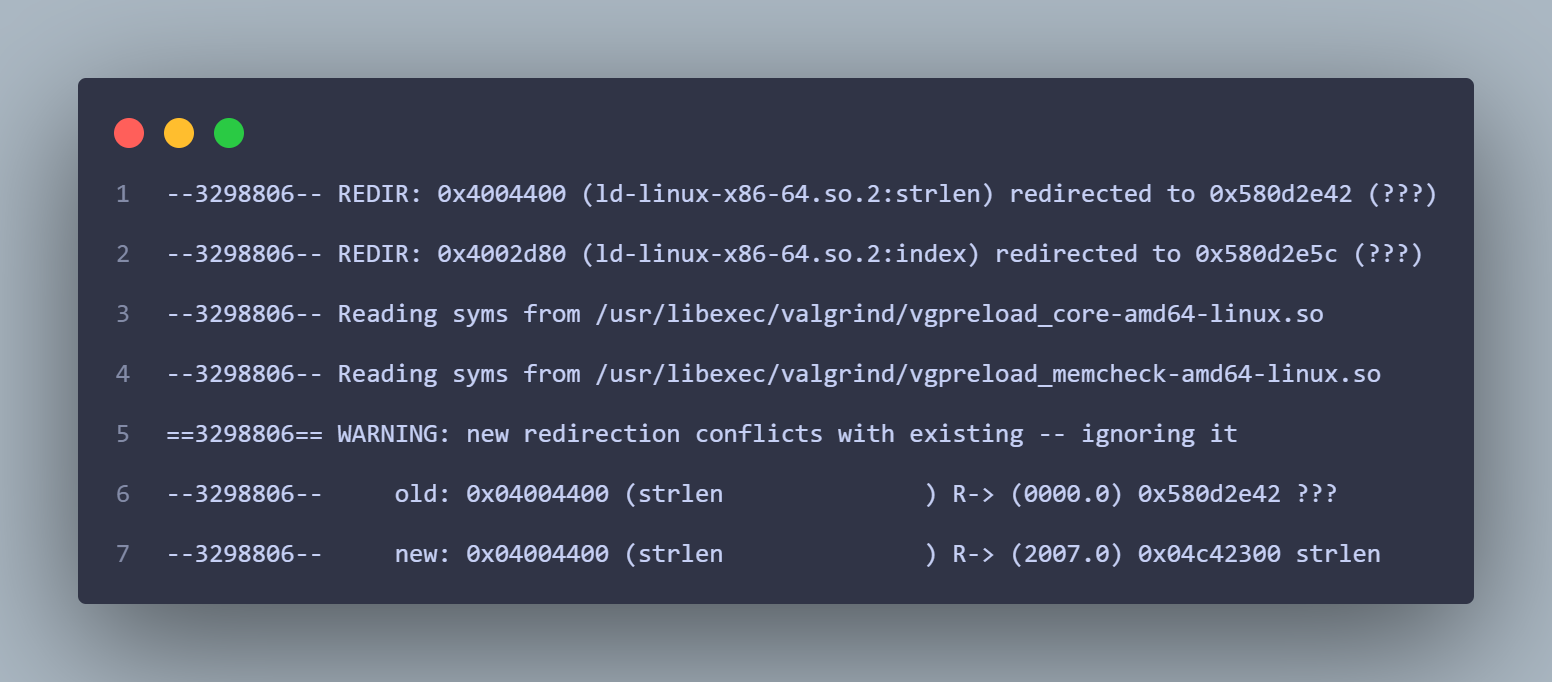 1 --3298806-- REDIR: 0x4004400 (ld-linux-x86-64.so.2:strlen) redirected to 0x580d2e42 (???)
2 --3298806-- REDIR: 0x4002d80 (ld-linux-x86-64.so.2:index) redirected to 0x580d2e5c (???)
3 --3298806-- Reading syms from /usr/libexec/valgrind/vgpreload_core-amd64-linux.so
4 --3298806-- Reading syms from /usr/libexec/valgrind/vgpreload_memcheck-amd64-linux.so
5 ==3298806== WARNING: new redirection conflicts with existing -- ignoring it
6 --3298806--     old: 0x04004400 (strlen              ) R-> (0000.0) 0x580d2e42 ???
7 --3298806--     new: 0x04004400 (strlen              ) R-> (2007.0) 0x04c42300 strlen